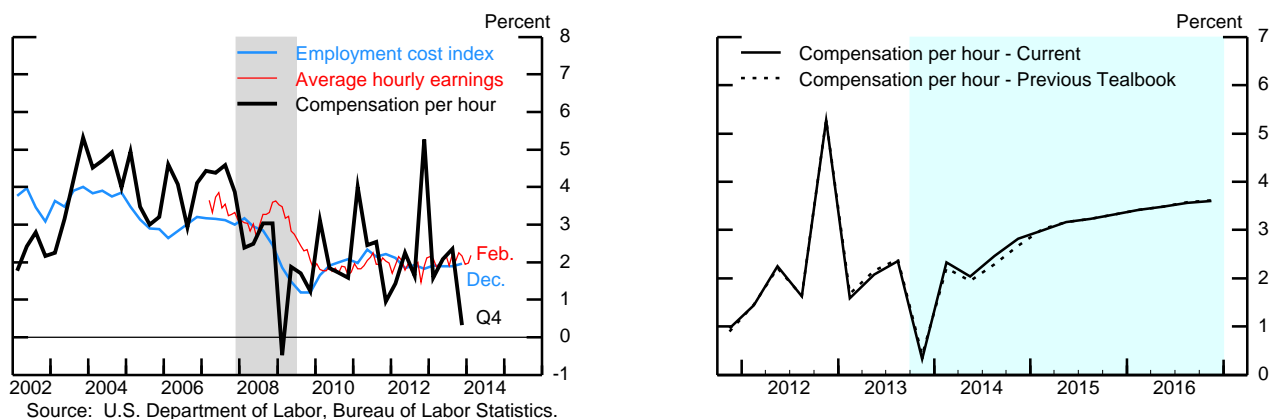 Percent
8
7
6
5
4
3
2
1
0
-1
Employment cost index
Average hourly earnings
Compensation per hour
Feb.
Dec.
Q4
2002 2004 2006 2008 2010 2012 2014
Source: U.S. Department of Labor, Bureau of Labor Statistics.
Percent
7
6
5
4
3
2
1
0
Compensation per hour - Current
Compensation per hour - Previous Tealbook
2012 2013 2014 2015 2016